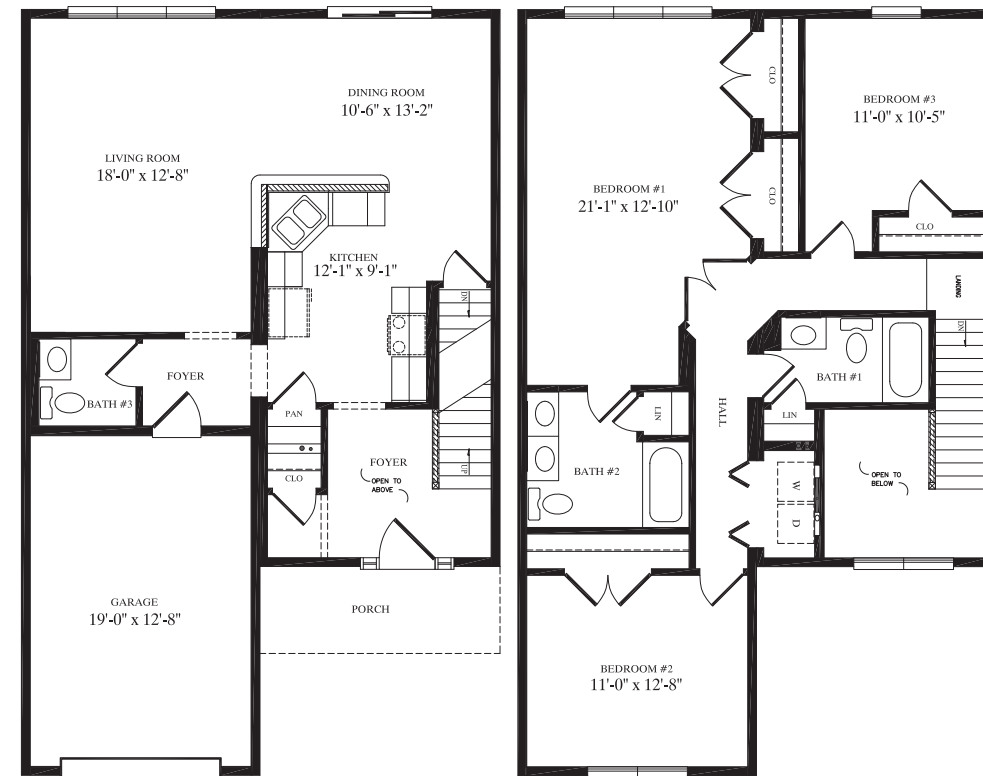 DINING ROOM
10'-6" x 13'-2"
LIVING ROOM
18'-0" x 12'-8"
KITCHEN
12'-1" x 9'-1"
DN
FOYER
BATH #3
PAN
FOYER
OPEN TO
ABOVE
UP
CLO
GARAGE
19'-0" x 12'-8"
PORCH
CLO
BEDROOM #3
11'-0" x 10'-5"
BEDROOM #1
21'-1" x 12'-10"
CLO
CLO
LANDING
DN
BATH #1
HALL
LIN
LIN
BATH #2
OPEN TO
BELOW
W
D
BEDROOM #2
11'-0" x 12'-8"